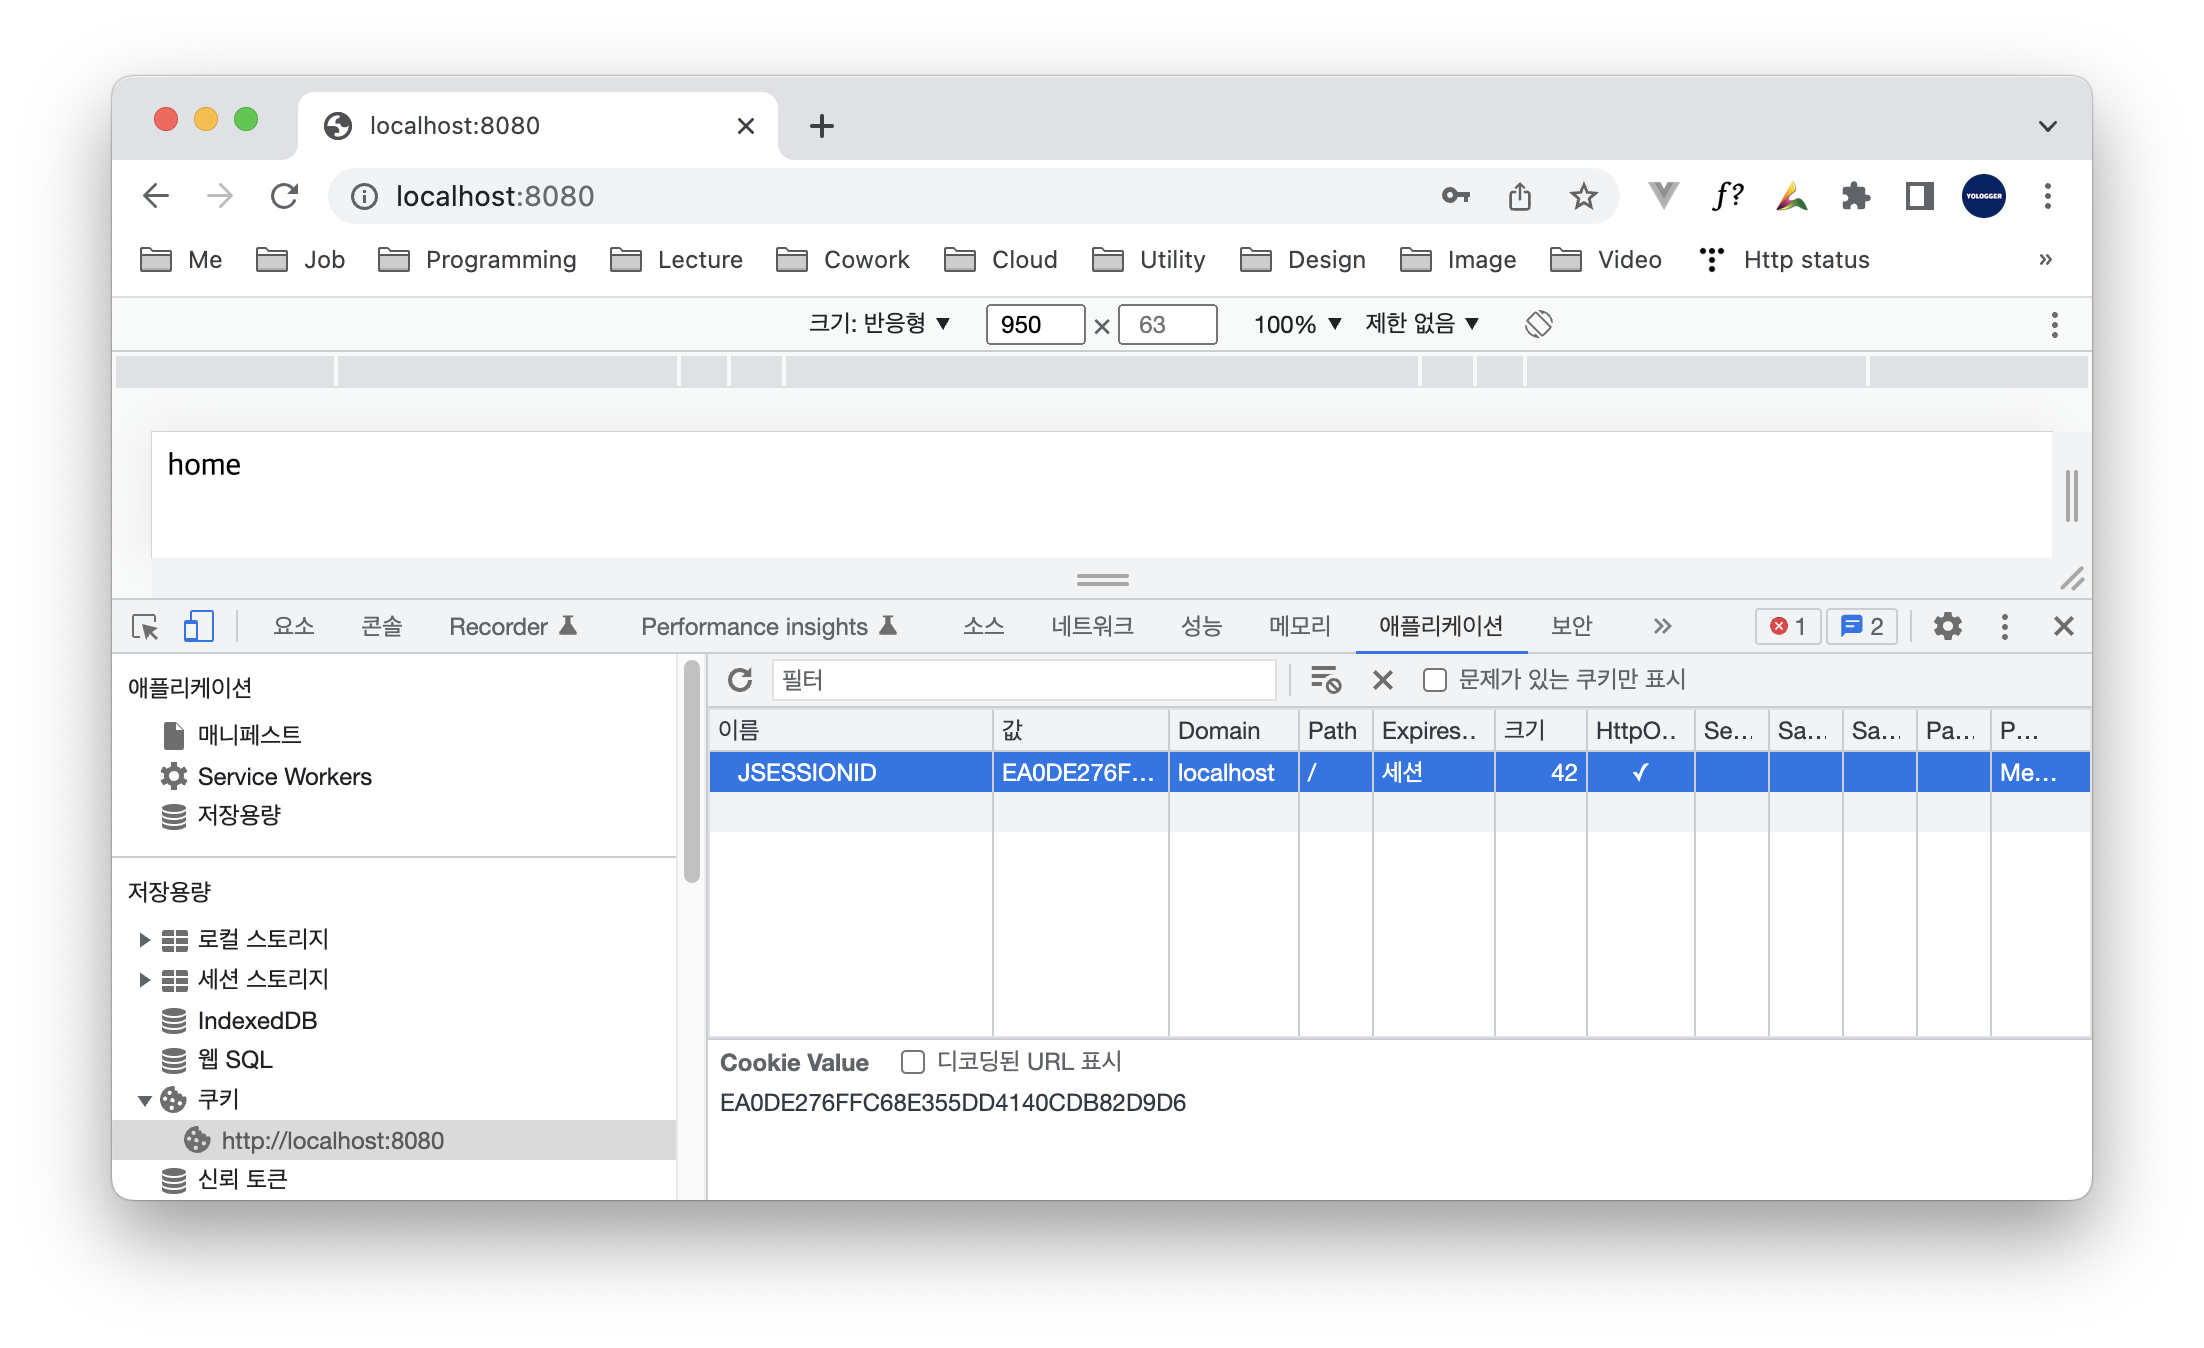 localhost:8080
localhost:8080
f?
YOLOGGER
Me Job Programming Lecture Cowork Cloud Utility Design Image Video Http status »
크기: 반응형 ▼ 950 × 63 100% ▼ 제한 없음 ▼
home
요소 콘솔 Recorder Performance insights 소스 네트워크 성능 메모리 애플리케이션 보안 » 1 2
애플리케이션
매니페스트
Service Workers
저장용량
저장용량
로컬 스토리지
세션 스토리지
IndexedDB
웹 SQL
쿠키
http://localhost:8080
신뢰 토큰
필터 문제가 있는 쿠키만 표시
이름 값 Domain Path Expires.. 크기 HttpO.. Se... Sa... Sa... Pa... P...
JSESSIONID EA0DE276F... localhost / 세션 42 ✓ Me...
Cookie Value 디코딩된 URL 표시
EA0DE276FFC68E355DD4140CDB82D9D6